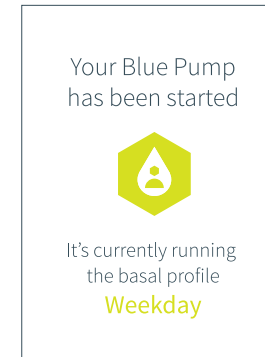 Your Blue Pump
has been started
It's currently running
the basal profile
Weekday